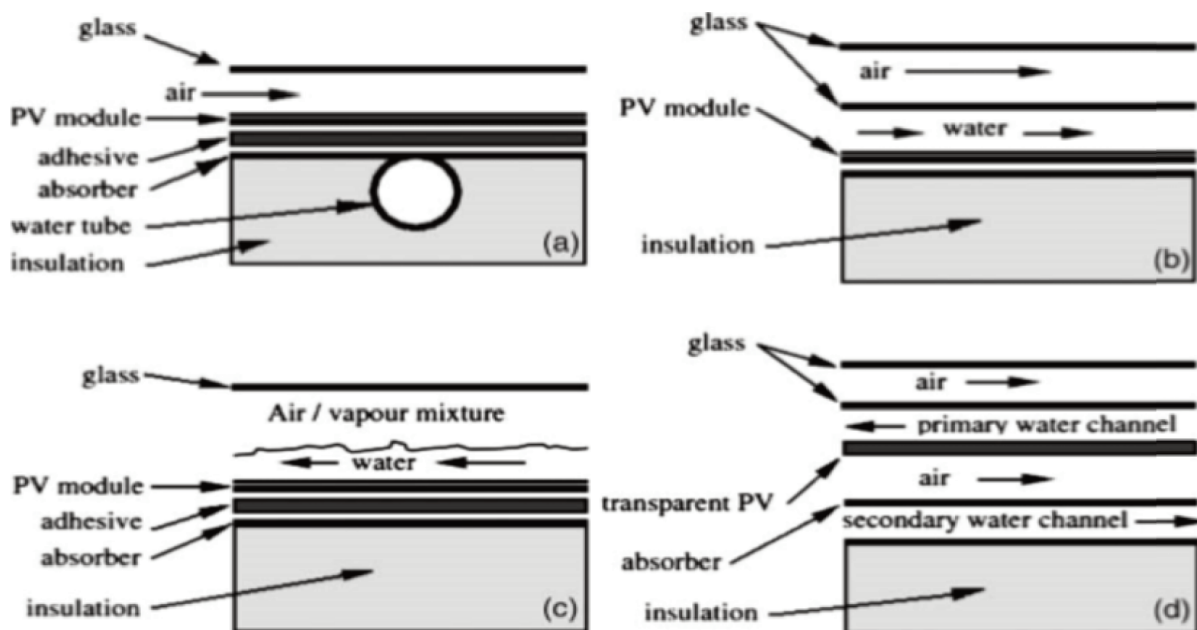 glass
air
PV module
adhesive
absorber
water tube
insulation
(a)
glass
air
PV module
water
insulation
(b)
glass
Air / vapour mixture
water
PV module
adhesive
absorber
insulation
(c)
glass
air
primary water channel
air
transparent PV
secondary water channel
absorber
insulation
(d)